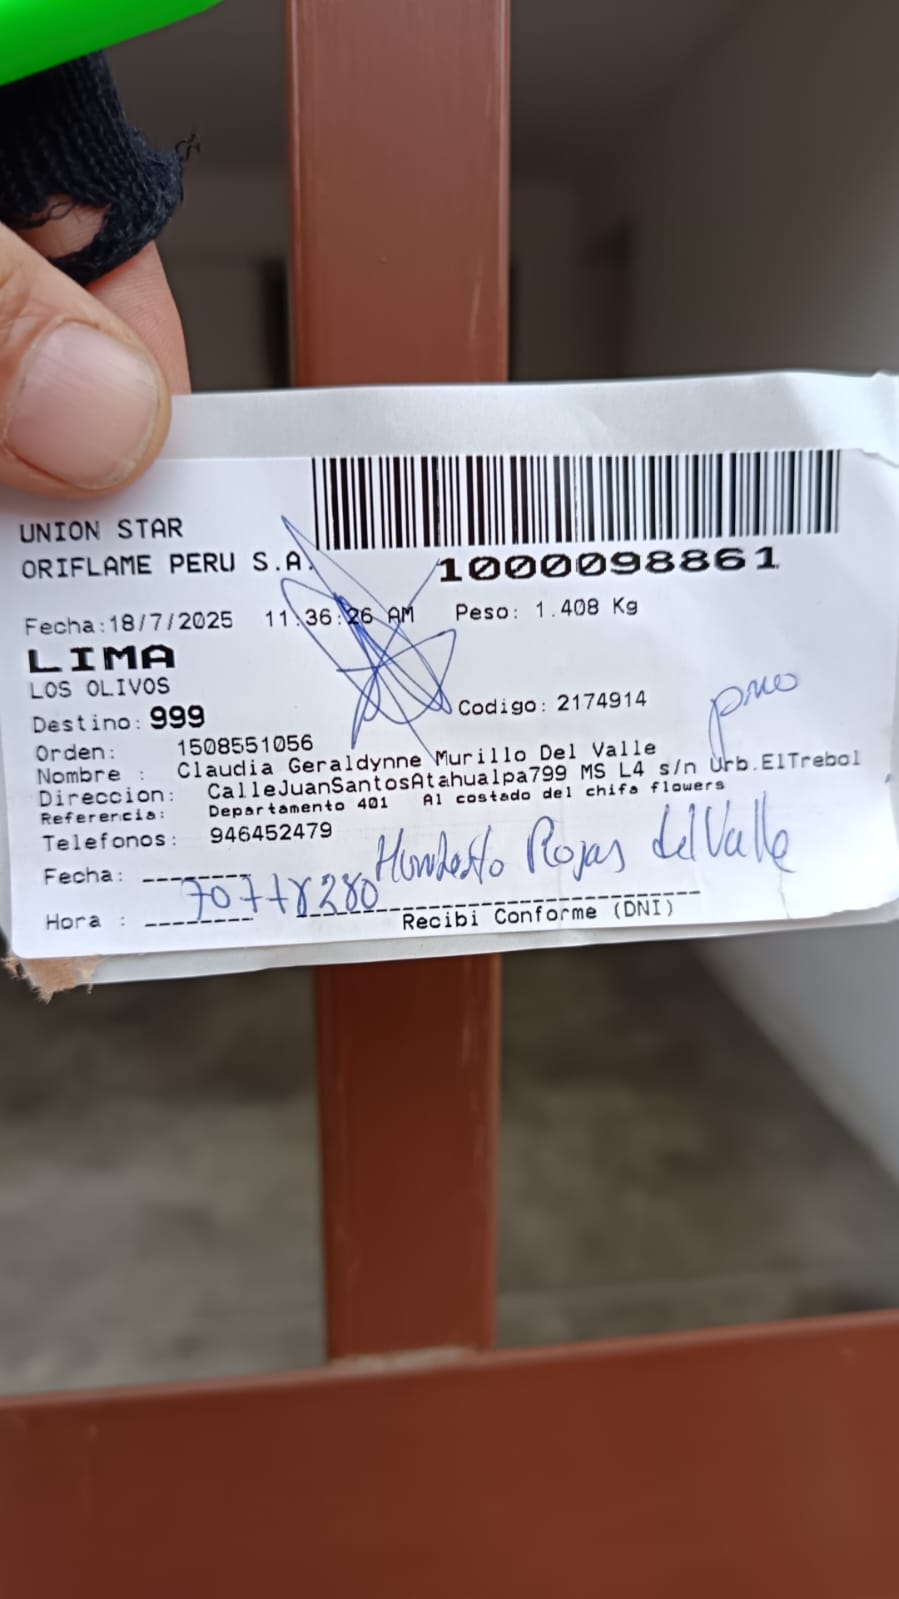 UNION STAR
ORIFLAME PERU S.A.
1000098861
Fecha:18/7/2025 11:36:26 AM Peso: 1.408 Kg
LIMA
LOS OLIVOS
Destino: 999 Codigo: 2174914
Orden: 1508551056
Nombre : Claudia Geraldynne Murillo Del Valle
Direccion: CalleJuanSantosAtahualpa799 MS L4 s/n Urb.ElTrebol
Referencia: Departamento 401 Al costado del chifa flowers
Telefonos: 946452479
Humberto Rojas del Valle
Fecha:
Hora :
Recibi Conforme (DNI)